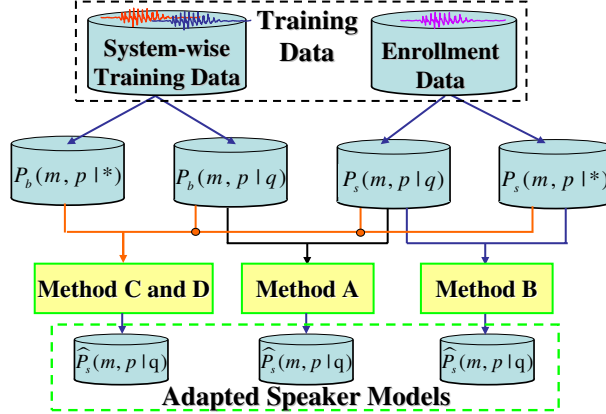 Training
Data
System-wise
Training Data
Enrollment
Data
P_b(m, p | *)
P_b(m, p | q)
P_s(m, p | q)
P_s(m, p | *)
Method C and D
Method A
Method B
P̂_s(m, p | q)
P̂_s(m, p | q)
P̂_s(m, p | q)
Adapted Speaker Models